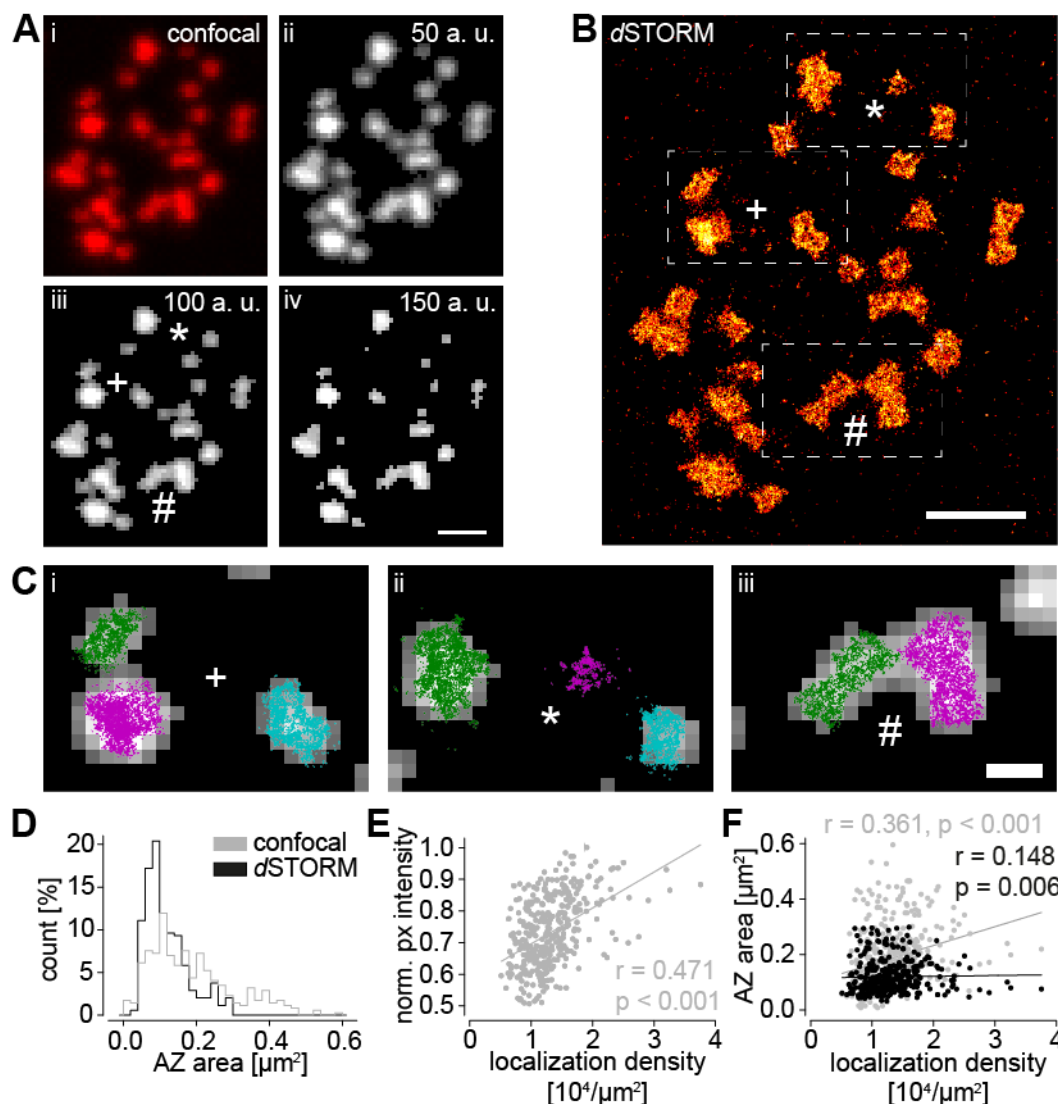 A
i
confocal
ii
50 a. u.
iii
100 a. u.
*
+
#
iv
150 a. u.
B
dSTORM
*
+
#
C
i
+
ii
*
iii
#
D
20
15
10
5
0
count [%]
confocal
dSTORM
0.0 0.2 0.4 0.6
AZ area [µm²]
E
1.0
0.9
0.8
0.7
0.6
0.5
norm. px intensity
r = 0.471
p < 0.001
0 1 2 3 4
localization density
[10⁴/µm²]
F
r = 0.361, p < 0.001
r = 0.148
p = 0.006
0.6
0.4
0.2
0.0
AZ area [µm²]
0 1 2 3 4
localization density
[10⁴/µm²]